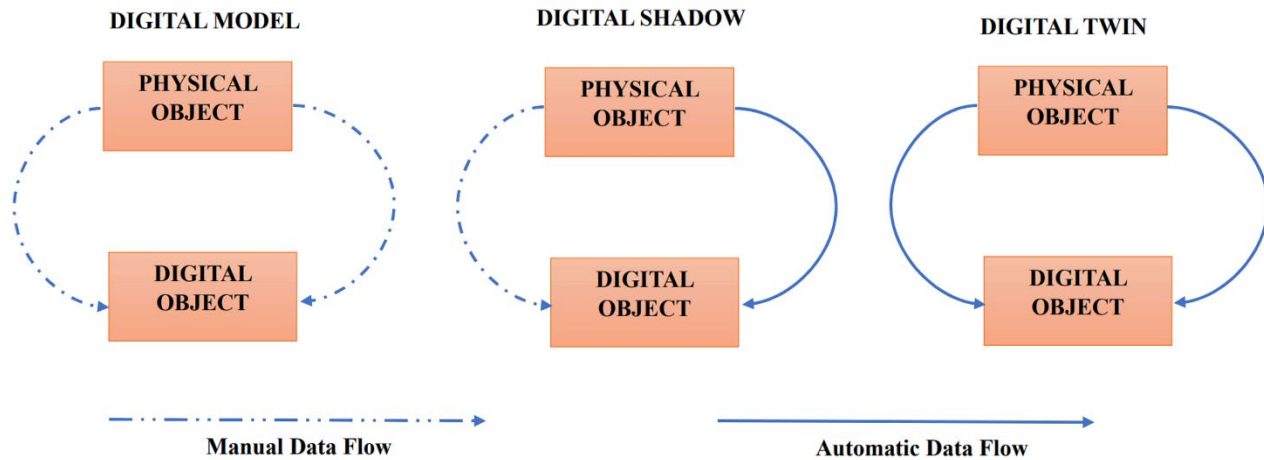 DIGITAL MODEL
PHYSICAL
OBJECT
DIGITAL
OBJECT
DIGITAL SHADOW
PHYSICAL
OBJECT
DIGITAL
OBJECT
DIGITAL TWIN
PHYSICAL
OBJECT
DIGITAL
OBJECT
Manual Data Flow
Automatic Data Flow